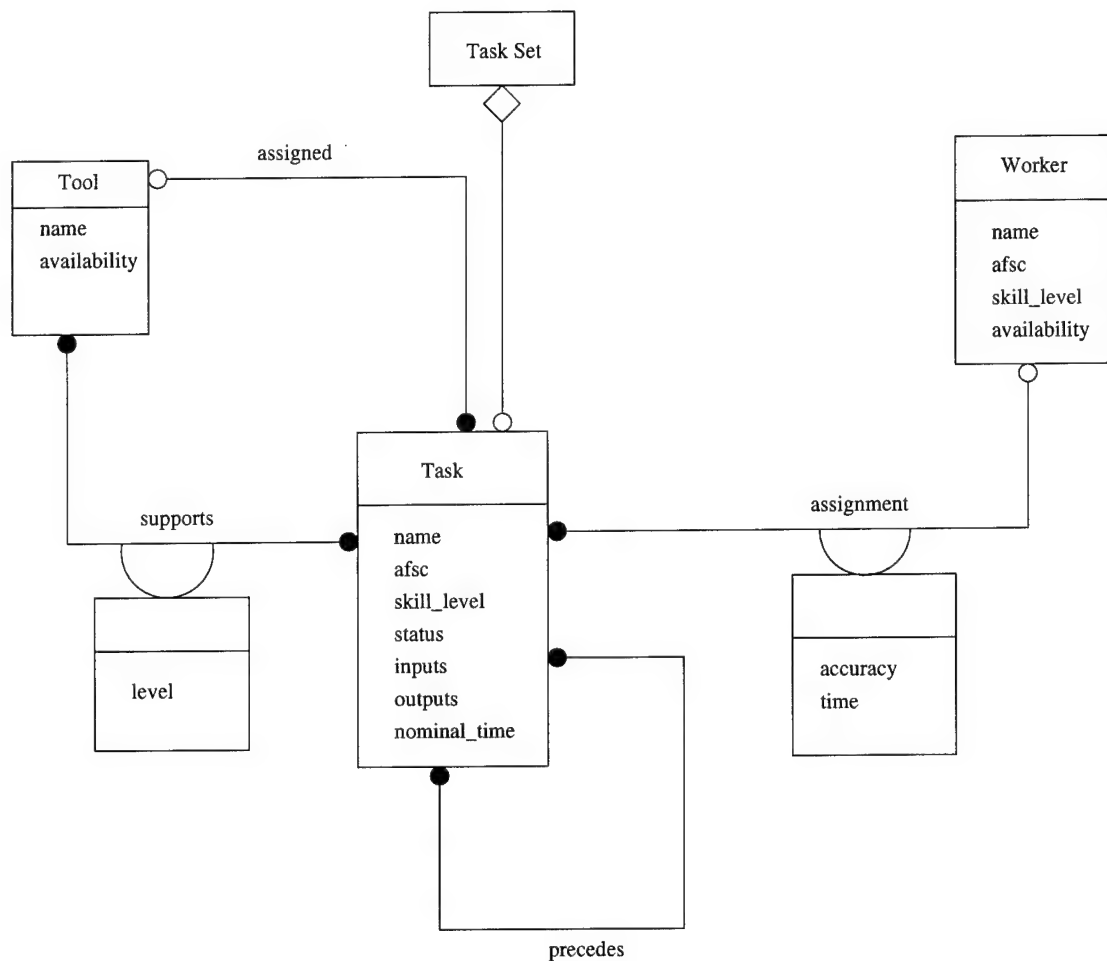 Task Set
assigned
Tool
name
availability
Worker
name
afsc
skill_level
availability
Task
name
afsc
skill_level
status
inputs
outputs
nominal_time
supports
level
assignment
accuracy
time
precedes